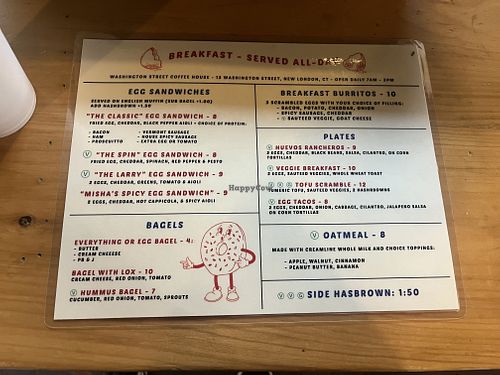 BREAKFAST - SERVED ALL-DAY
WASHINGTON STREET COFFEE HOUSE - 13 WASHINGTON STREET, NEW LONDON, CT - OPEN DAILY 7AM - 3PM
EGG SANDWICHES
SERVED ON ENGLISH MUFFIN (SUB BAGEL +1.00)
ADD HASHBROWN +1.50
"THE CLASSIC" EGG SANDWICH - 8
FRIED EGG, CHEDDAR, BLACK PEPPER AIOLI + CHOICE OF PROTEIN:
- BACON
- HAM
- PROSCIUTTO
- VERMONT SAUSAGE
- HOUSE SPICY SAUSAGE
- EXTRA EGG OR TOMATO
V "THE SPIN" EGG SANDWICH - 8
FRIED EGG, CHEDDAR, SPINACH, RED PEPPER & PESTO
V "THE LARRY" EGG SANDWICH - 9
2 EGGS, CHEDDAR, GREENS, TOMATO & AIOLI
"MISHA'S SPICY EGG SANDWICH" - 9
2 EGGS, CHEDDAR, HOT CAPPICOLA, & SPICY AIOLI
BAGELS
EVERYTHING OR EGG BAGEL - 4:
- BUTTER
- CREAM CHEESE
- PB & J
BAGEL WITH LOX - 10
CREAM CHEESE, RED ONION, TOMATO
V HUMMUS BAGEL - 7
CUCUMBER, RED ONION, TOMATO, SPROUTS
BREAKFAST BURRITOS - 10
3 SCRAMBLED EGGS WITH YOUR CHOICE OF FILLING:
- BACON, POTATO, CHEDDAR, ONION
- SPICY SAUSAGE, CHEDDAR
- V SAUTEED VEGGIE, GOAT CHEESE
PLATES
V HUEVOS RANCHEROS - 9
2 EGGS, CHEDDAR, BLACK BEANS, SALSA, CILANTRO, ON CORN TORTILLAS
V VEGGIE BREAKFAST - 10
2 EGGS, SAUTEED VEGGIES, WHOLE WHEAT TOAST
TOFU SCRAMBLE - 12
TUMERIC TOFU, SAUTEED VEGGIES, 2 HASHBROWNS
V EGG TACOS - 8
2 EGGS, CHEDDAR, ONION, CABBAGE, CILANTRO, JALAPENO SALSA ON CORN TORTILLAS
V OATMEAL - 8
MADE WITH CREAMLINE WHOLE MILK AND CHOICE TOPPINGS:
- APPLE, WALNUT, CINNAMON
- PEANUT BUTTER, BANANA
V V G SIDE HASBROWN: 1:50
HappyCow